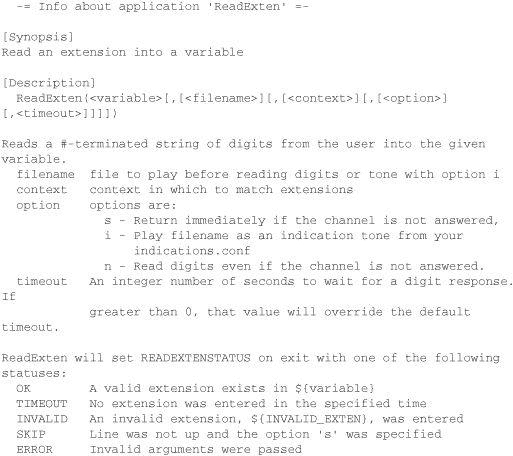 -= Info about application 'ReadExten' =-
[Synopsis]
Read an extension into a variable
[Description]
ReadExten(<variable>[,[<filename>][,[<context>][,[<option>]
[,<timeout>]]]])
Reads a #-terminated string of digits from the user into the given
variable.
filename file to play before reading digits or tone with option i
context context in which to match extensions
option options are:
s - Return immediately if the channel is not answered,
i - Play filename as an indication tone from your
indications.conf
n - Read digits even if the channel is not answered.
timeout An integer number of seconds to wait for a digit response.
If
greater than 0, that value will override the default
timeout.
ReadExten will set READEXTENSTATUS on exit with one of the following
statuses:
OK A valid extension exists in ${variable}
TIMEOUT No extension was entered in the specified time
INVALID An invalid extension, ${INVALID_EXTEN}, was entered
SKIP Line was not up and the option 's' was specified
ERROR Invalid arguments were passed